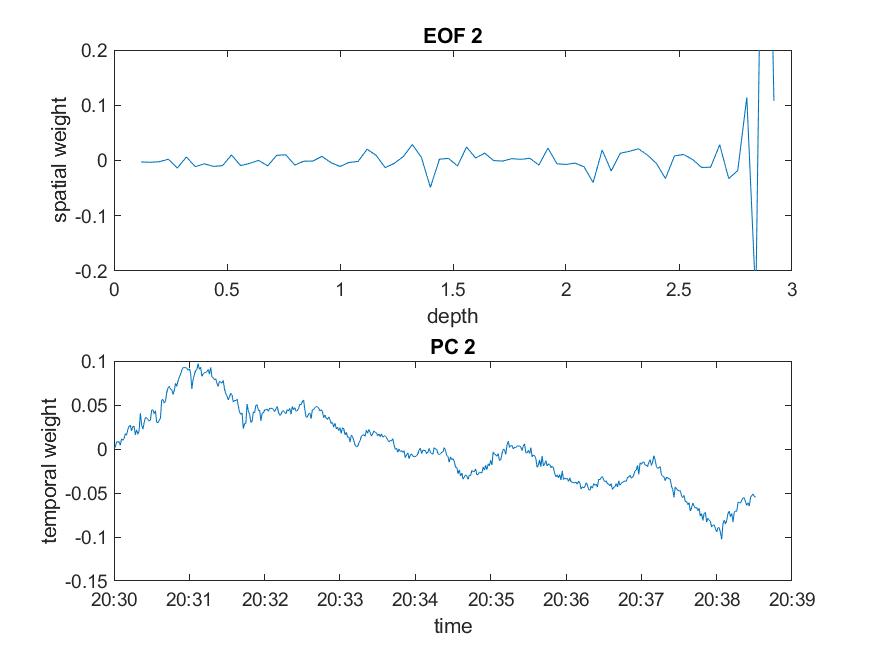 EOF 2
0.2
0.1
0
-0.1
-0.2
spatial weight
0 0.5 1 1.5 2 2.5 3
depth
PC 2
0.1
0.05
0
-0.05
-0.1
-0.15
temporal weight
20:30 20:31 20:32 20:33 20:34 20:35 20:36 20:37 20:38 20:39
time